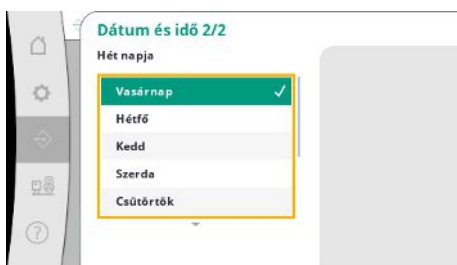 Dátum és idő 2/2
Hét napja
Vasárnap
Hétfő
Kedd
Szerda
Csütörtök